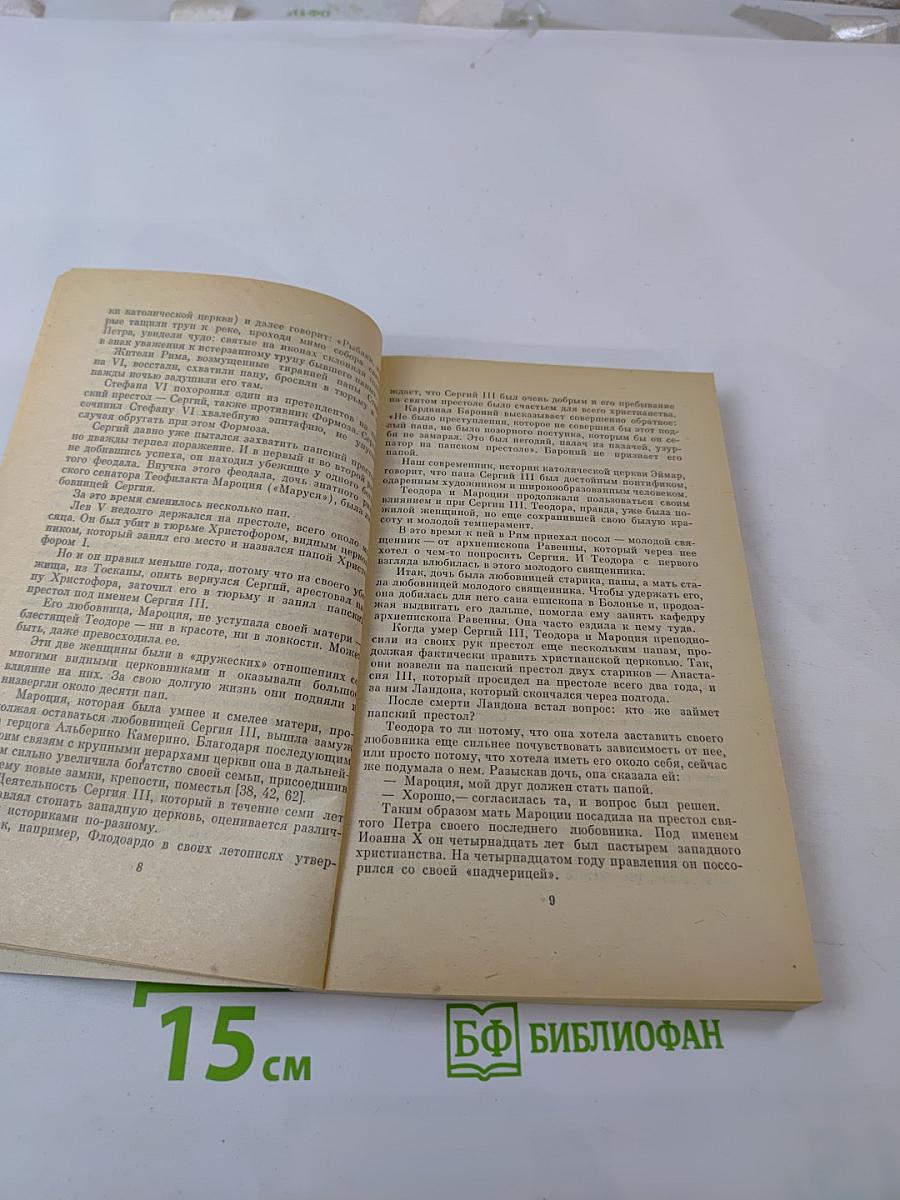 ки католической церкви) и далее говорит: «Рыбаки,
рые тащили труп к реке, проходя мимо собора
Петра, увидели чудо: святые на иконах склонили
в знак уважения к истерзанному трупу бывшего
Жители Рима, возмущенные тиранией папы
на VI, восстали, схватили папу, бросили в тюрьму и
нажды ночью задушили его там.
Стефана VI похоронил один из претендентов на
ский престол — Сергий, также противник Формоза.
сочинил Стефану VI хвалебную эпитафию, не
случая обругать при этом Формоза.
Сергий давно уже пытался захватить папский
но дважды терпел поражение. И в первый и во второй
не добившись успеха, он находил убежище у одного
того феодала. Внучка этого феодала, дочь знатного
ского сенатора Теофилакта Мароция («Маруся»), была
бовницей Сергия.
За это время сменилось несколько пап.
Лев V недолго держался на престоле, всего около
сяца. Он был убит в тюрьме Христофором, видным
ником, который занял его место и назвался папой
фором I.
Но и он правил меньше года, потому что из своего
жища, из Тосканы, опять вернулся Сергий, арестовал
пу Христофора, заточил его в тюрьму и занял папский
престол под именем Сергия III.
Его любовница, Мароция, не уступала своей матери —
блестящей Теодоре — ни в красоте, ни в ловкости. Может
быть, даже превосходила ее.
Эти две женщины были в «дружеских» отношениях со
многими видными церковниками и оказывали большое
влияние на них. За свою долгую жизнь они подняли и
низвергли около десяти пап.
Мароция, которая была умнее и смелее матери, про-
олжая оставаться любовницей Сергия III, вышла замуж
герцога Альберико Камерино. Благодаря последующим
оим связям с крупными иерархами церкви она в дальней-
м сильно увеличила богатство своей семьи, присоединив
ему новые замки, крепости, поместья [38, 42, 62].
Деятельность Сергия III, который в течение семи лет
авлял стонать западную церковь, оценивается различ-
историками по-разному.
к, например, Флодоардо в своих летописях утвер-
8
ждает, что Сергий III был очень добрым и его пребывание
на святом престоле было счастьем для всего христианства.
Кардинал Бароний высказывает совершенно обратное:
«Не было преступления, которое не совершил бы этот под-
лый папа, не было позорного поступка, которым бы он се-
бя не замарал. Это был негодяй, палач из палачей, узур-
патор на папском престоле». Бароний не признает его
папой.
Наш современник, историк католической церкви Эймар,
говорит, что папа Сергий III был достойным понтификом,
одаренным художником и широкообразованным человеком.
Теодора и Мароция продолжали пользоваться своим
влиянием и при Сергии III. Теодора, правда, уже была по-
жилой женщиной, но еще сохранившей свою былую кра-
соту и молодой темперамент.
В это время к ней в Рим приехал посол — молодой свя-
щенник — от архиепископа Равенны, который через нее
хотел о чем-то попросить Сергия. И Теодора с первого
взгляда влюбилась в этого молодого священника.
Итак, дочь была любовницей старика, папы, а мать ста-
ла любовницей молодого священника. Чтобы удержать его,
она добилась для него сана епископа в Болонье и, продол-
жая выдвигать его дальше, помогла ему занять кафедру
архиепископа Равенны. Она часто ездила к нему туда.
Когда умер Сергий III, Теодора и Мароция преподно-
сили из своих рук престол еще нескольким папам, про-
должая фактически править христианской церковью. Так,
они возвели на папский престол двух стариков — Анаста-
сия III, который просидел на престоле всего два года, и
за ним Ландона, который скончался через полгода.
После смерти Ландона встал вопрос: кто же займет
папский престол?
Теодора то ли потому, что она хотела заставить своего
любовника еще сильнее почувствовать зависимость от нее,
или просто потому, что хотела иметь его около себя, сейчас
же подумала о нем. Разыскав дочь, она сказала ей:
— Мароция, мой друг должен стать папой.
— Хорошо,— согласилась та, и вопрос был решен.
Таким образом мать Мароции посадила на престол свя-
того Петра своего последнего любовника. Под именем
Иоанна X он четырнадцать лет был пастырем западного
христианства. На четырнадцатом году правления он поссо-
рился со своей «падчерицей».
9
15 см
БФ БИБЛИОФАН